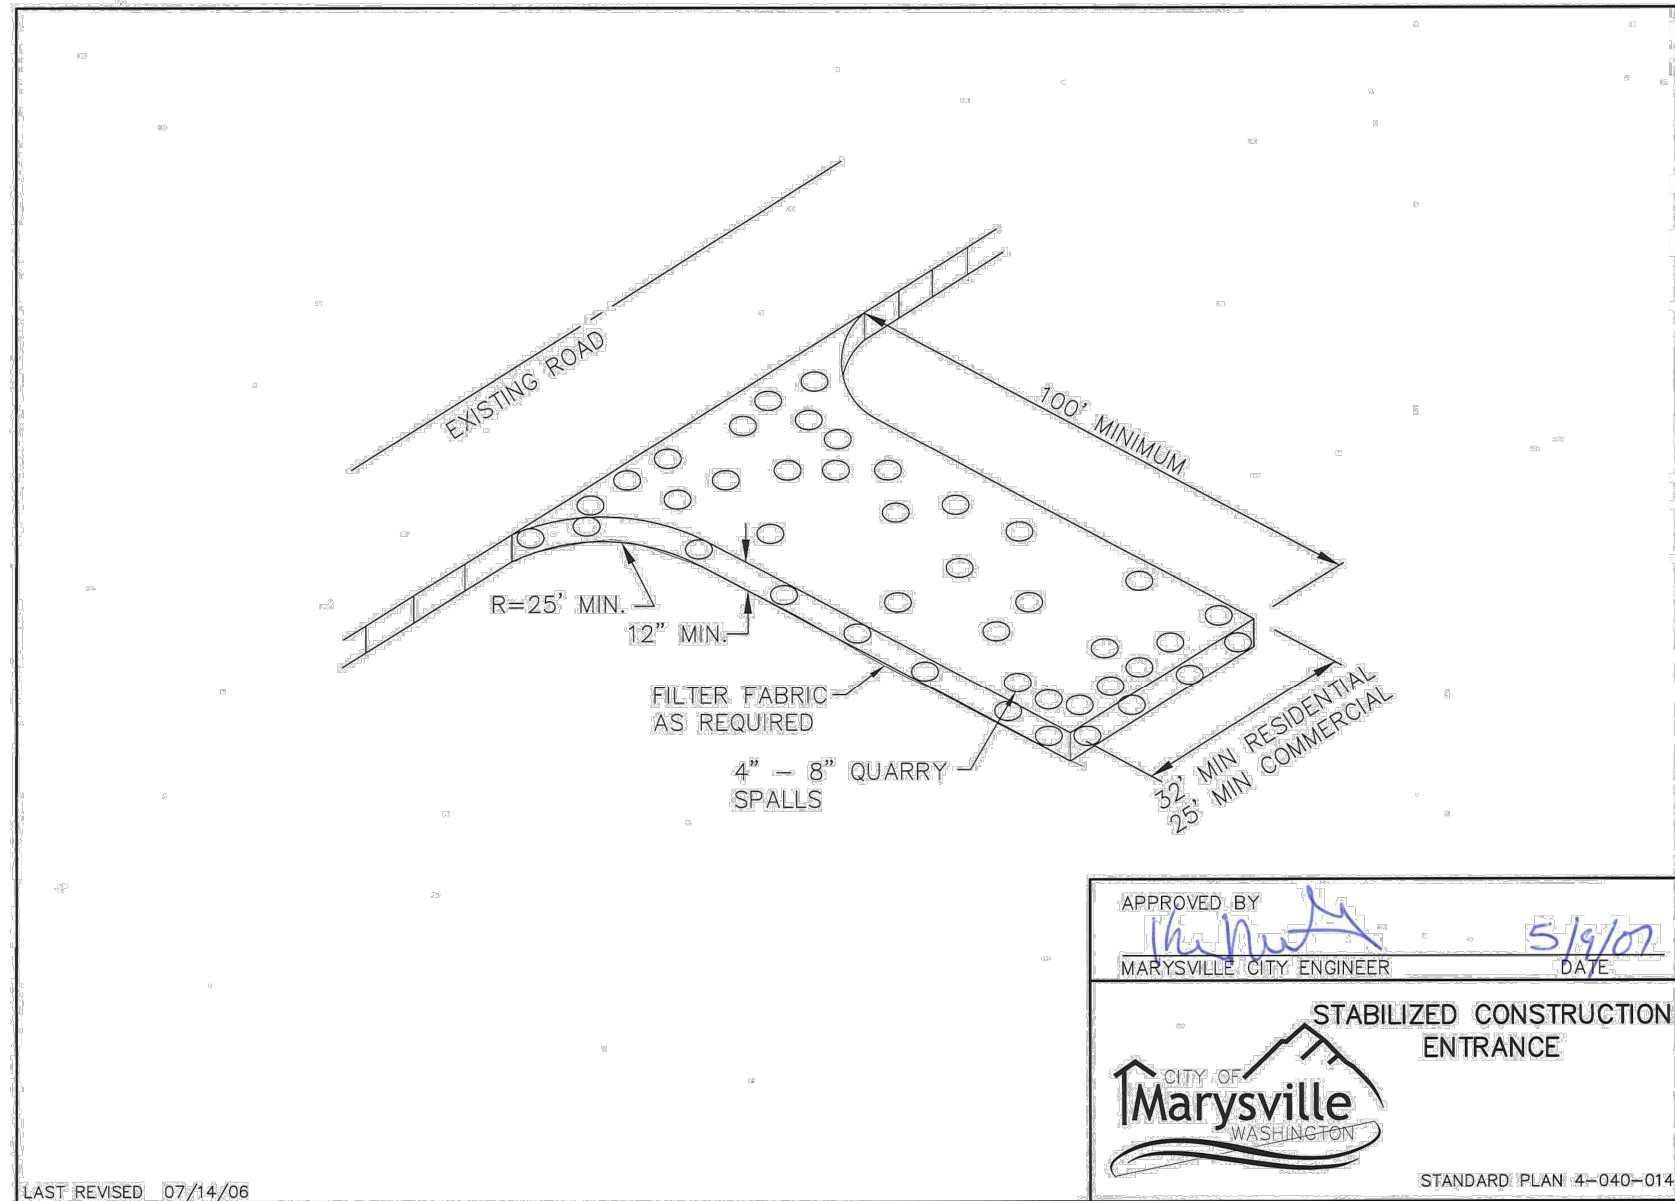 EXISTING ROAD
100' MINIMUM
R=25' MIN.
12" MIN.
FILTER FABRIC
AS REQUIRED
4" – 8" QUARRY
SPALLS
32' MIN RESIDENTIAL
25' MIN COMMERCIAL
APPROVED BY
5/9/07
MARYSVILLE CITY ENGINEER DATE
STABILIZED CONSTRUCTION
ENTRANCE
CITY OF
Marysville
WASHINGTON
STANDARD PLAN 4-040-014
LAST REVISED 07/14/06